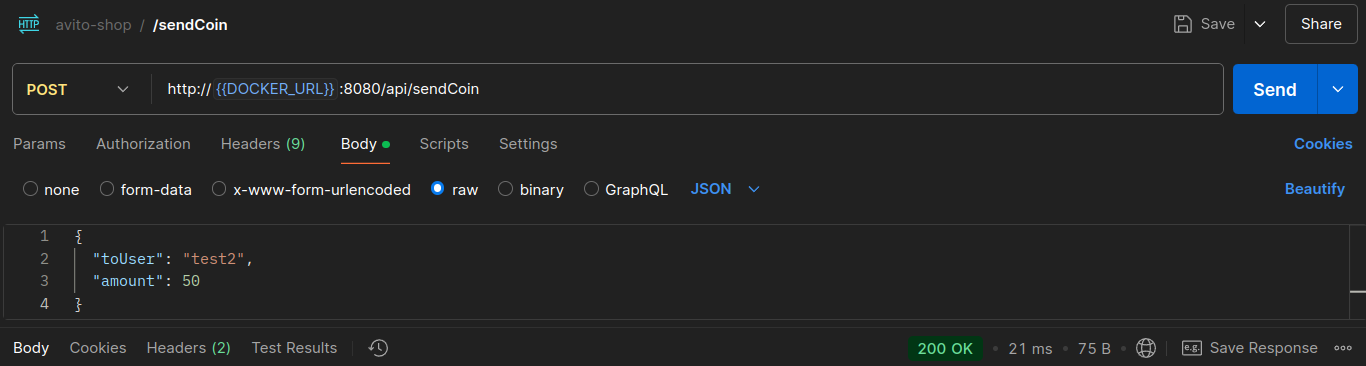 HTTP avito-shop / /sendCoin Save Share
POST http://{{DOCKER_URL}}:8080/api/sendCoin Send
Params Authorization Headers (9) Body Scripts Settings Cookies
none form-data x-www-form-urlencoded raw binary GraphQL JSON Beautify
1 {
2 "toUser": "test2",
3 "amount": 50
4 }
Body Cookies Headers (2) Test Results 200 OK • 21 ms • 75 B • e.g. Save Response